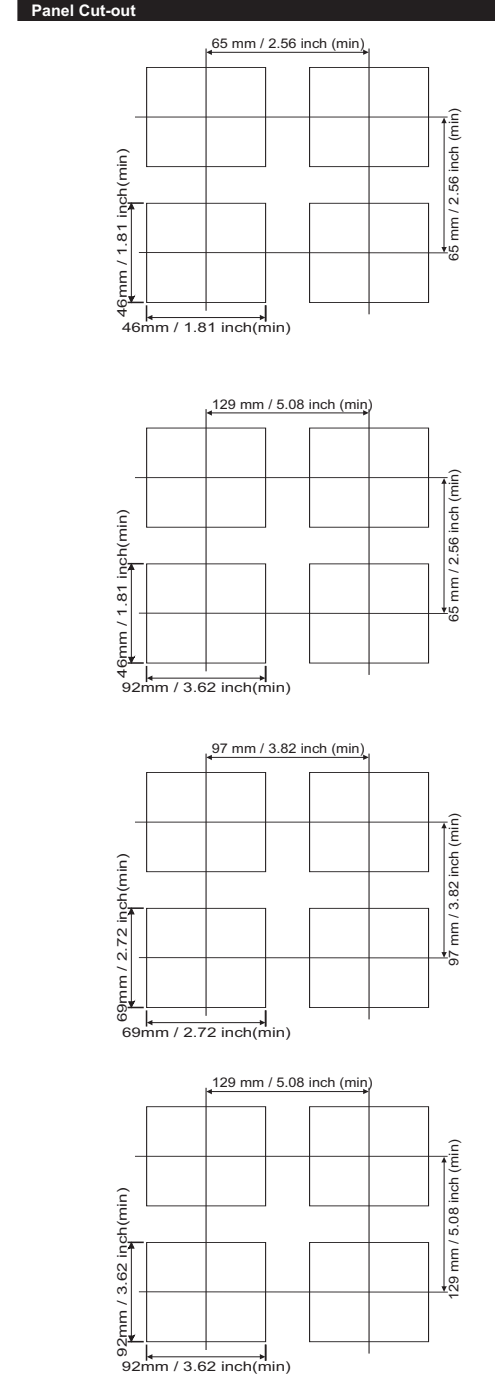 Panel Cut-out
65 mm / 2.56 inch (min)
65 mm / 2.56 inch (min)
46mm / 1.81 inch(min)
46mm / 1.81 inch(min)
129 mm / 5.08 inch (min)
65 mm / 2.56 inch (min)
46mm / 1.81 inch(min)
92mm / 3.62 inch(min)
97 mm / 3.82 inch (min)
97 mm / 3.82 inch (min)
69mm / 2.72 inch(min)
69mm / 2.72 inch(min)
129 mm / 5.08 inch (min)
129 mm / 5.08 inch (min)
92mm / 3.62 inch(min)
92mm / 3.62 inch(min)